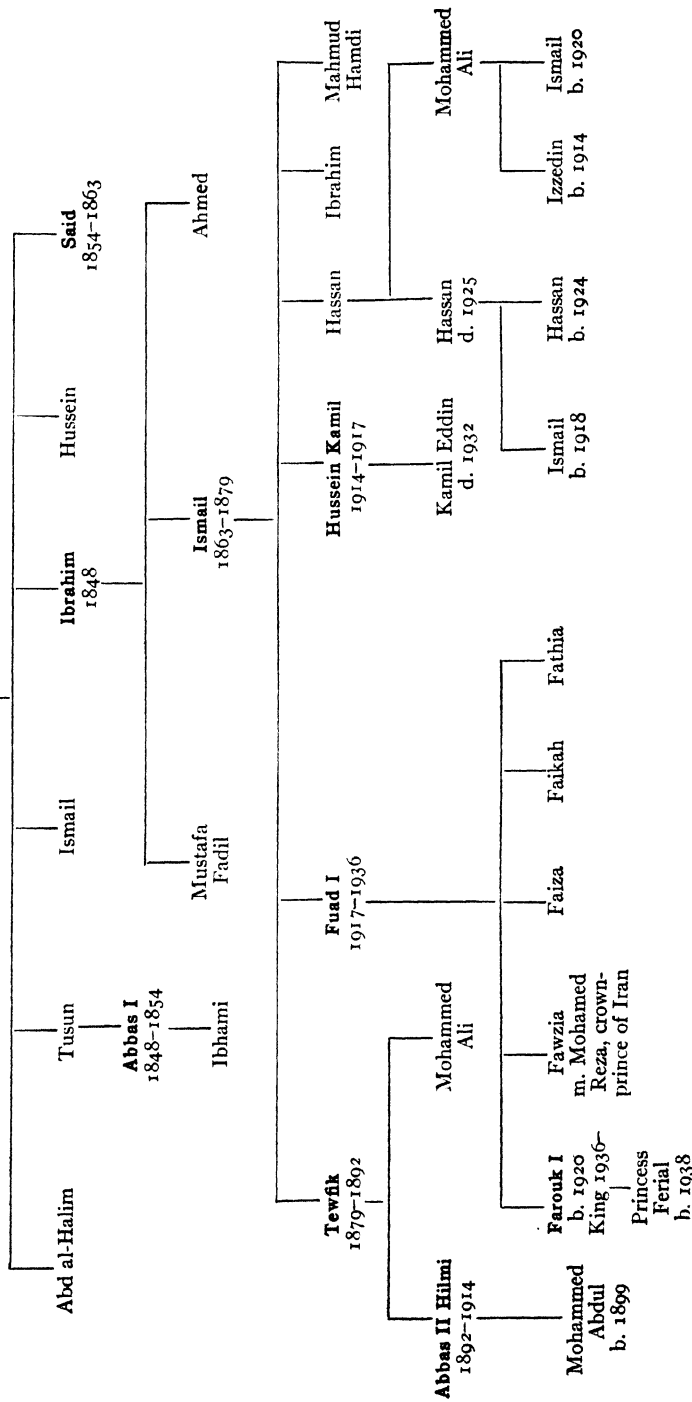 Abd al-Halim
Tusun
Ismail
Ibrahim
1848
Hussein
Said
1854–1863
Abbas I
1848–1854
Ibhami
Mustafa
Fadil
Ismail
1863–1879
Ahmed
Tewfik
1879–1892
Fuad I
1917–1936
Hussein Kamil
1914–1917
Hassan
Ibrahim
Mahmud
Hamdi
Abbas II Hilmi
1892–1914
Mohammed
Ali
Kamil Eddin
d. 1932
Hassan
d. 1925
Mohammed
Ali
Mohammed
Abdul
b. 1899
Farouk I
b. 1920
King 1936–
Princess
Ferial
b. 1938
Fawzia
m. Mohamed
Reza, crown-
prince of Iran
Faiza
Faikah
Fathia
Ismail
b. 1918
Hassan
b. 1924
Izzedin
b. 1914
Ismail
b. 1920